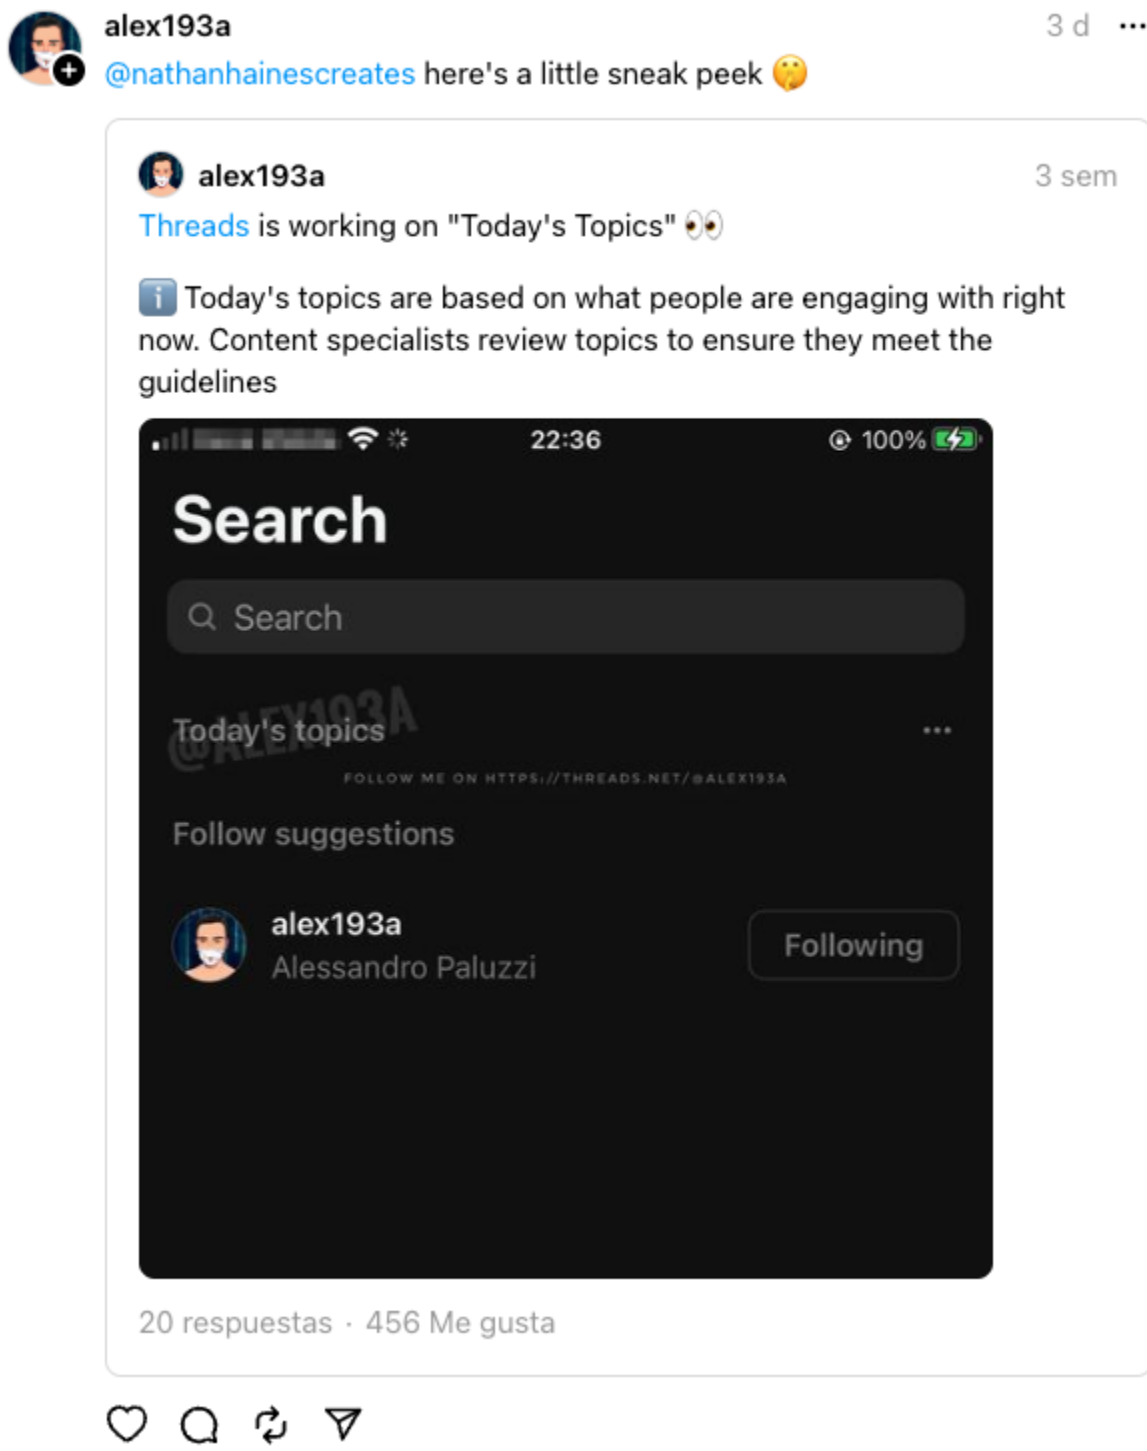 alex193a
3 d
@nathanhainescreates here's a little sneak peek 🤫
alex193a
3 sem
Threads is working on "Today's Topics" 👀
ℹ️ Today's topics are based on what people are engaging with right
now. Content specialists review topics to ensure they meet the
guidelines
22:36
100%
Search
Search
@ALEX193A
Today's topics
FOLLOW ME ON HTTPS://THREADS.NET/@ALEX193A
Follow suggestions
alex193a
Alessandro Paluzzi
Following
20 respuestas · 456 Me gusta